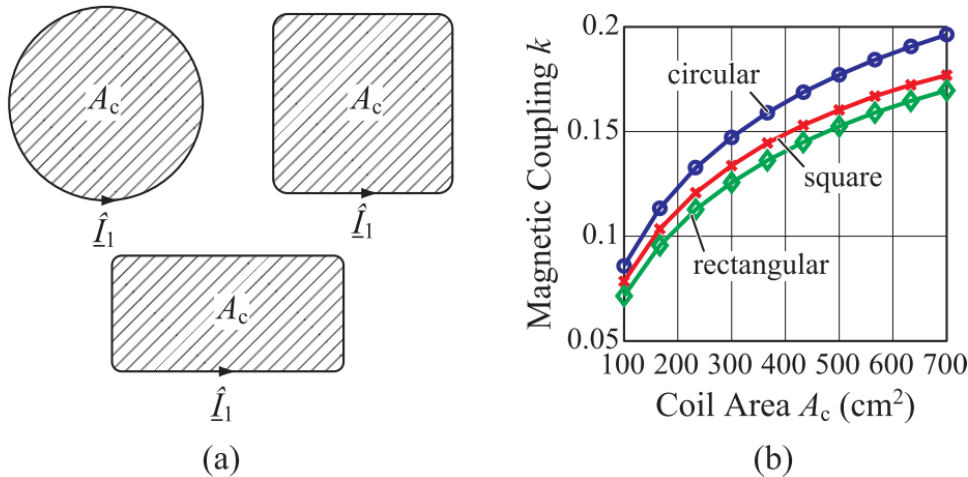 A_c
A_c
Î_1
Î_1
A_c
Î_1
(a)
Magnetic Coupling k
0.2
0.15
0.1
0.05
circular
square
rectangular
100 200 300 400 500 600 700
Coil Area A_c (cm²)
(b)